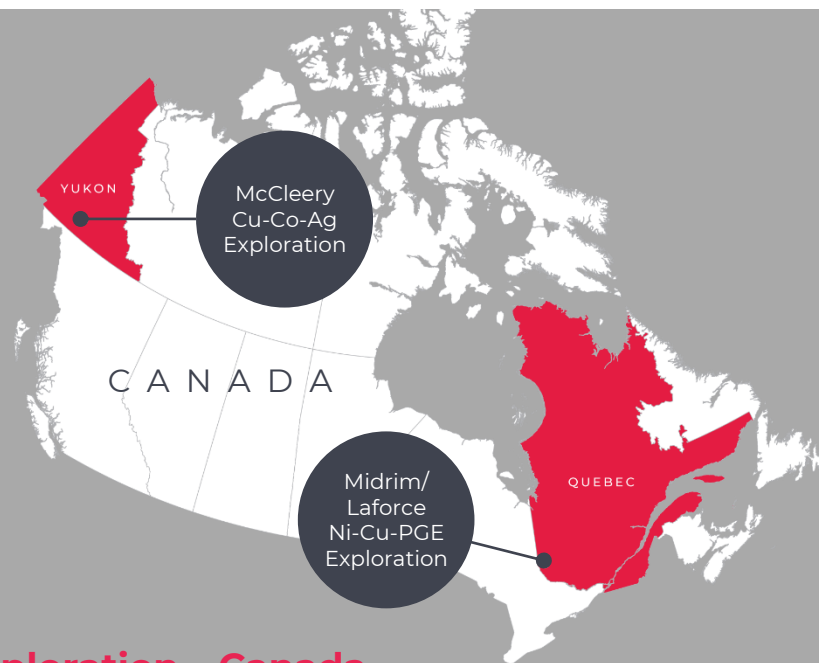 YUKON
McCleery
Cu-Co-Ag
Exploration
CANADA
Midrim/
Laforce
Ni-Cu-PGE
Exploration
QUEBEC